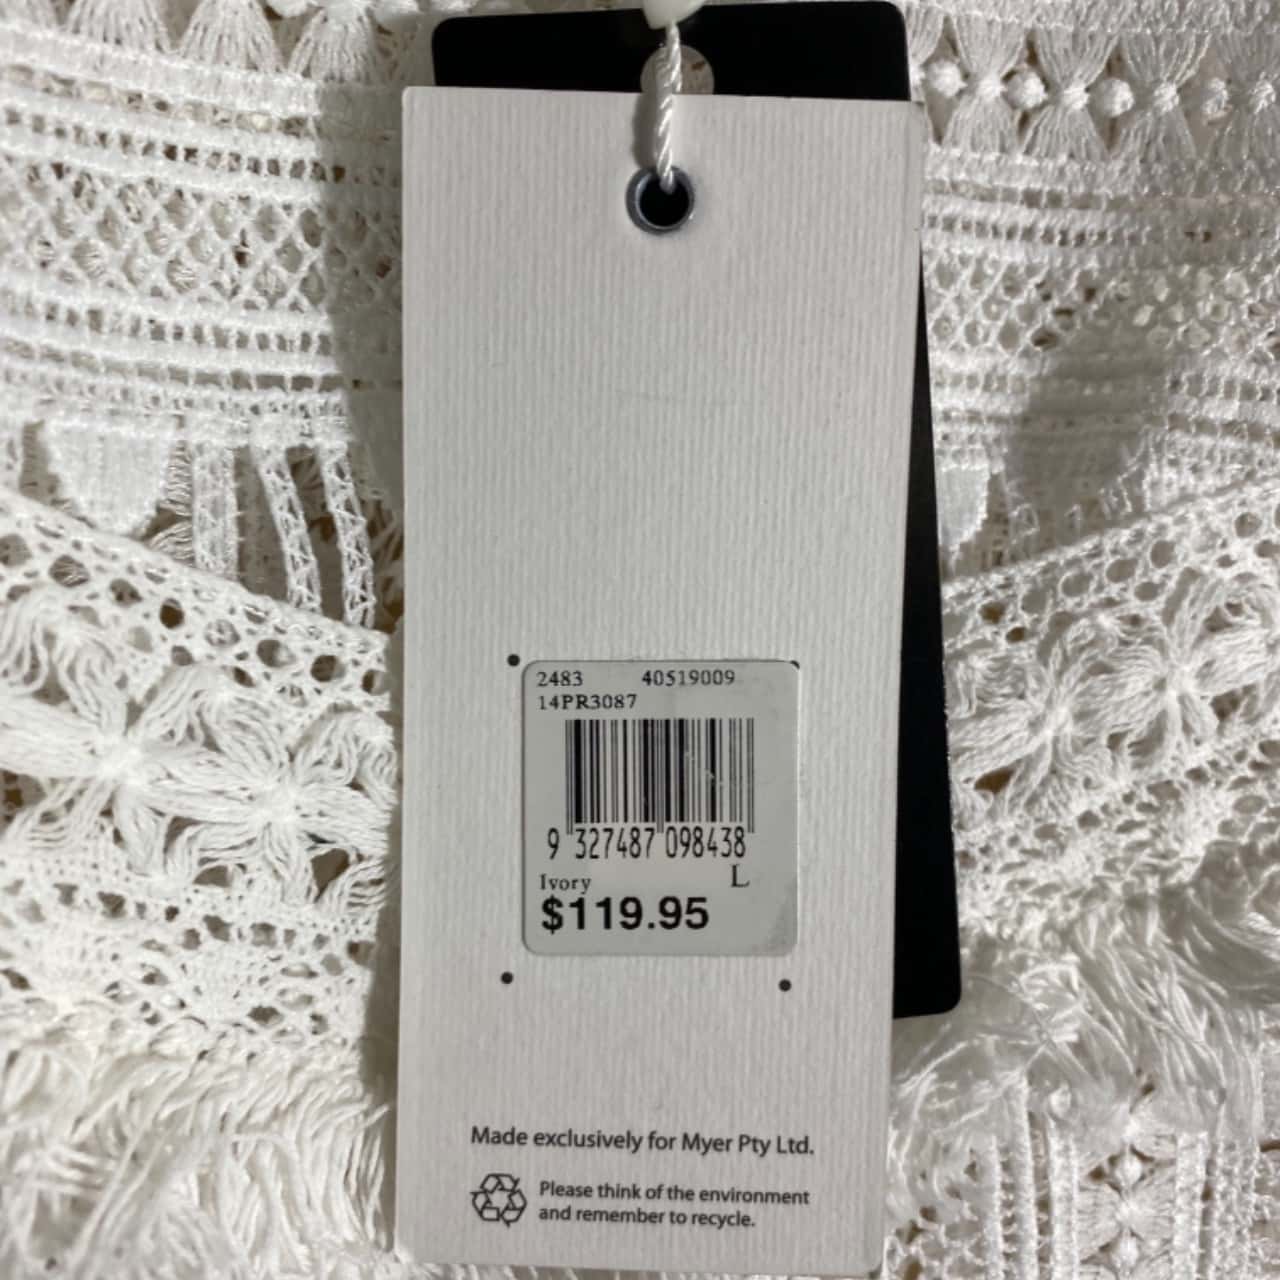 2483 40519009
14PR3087
9 327487 098438
Ivory L
$119.95
Made exclusively for Myer Pty Ltd.
Please think of the environment
and remember to recycle.